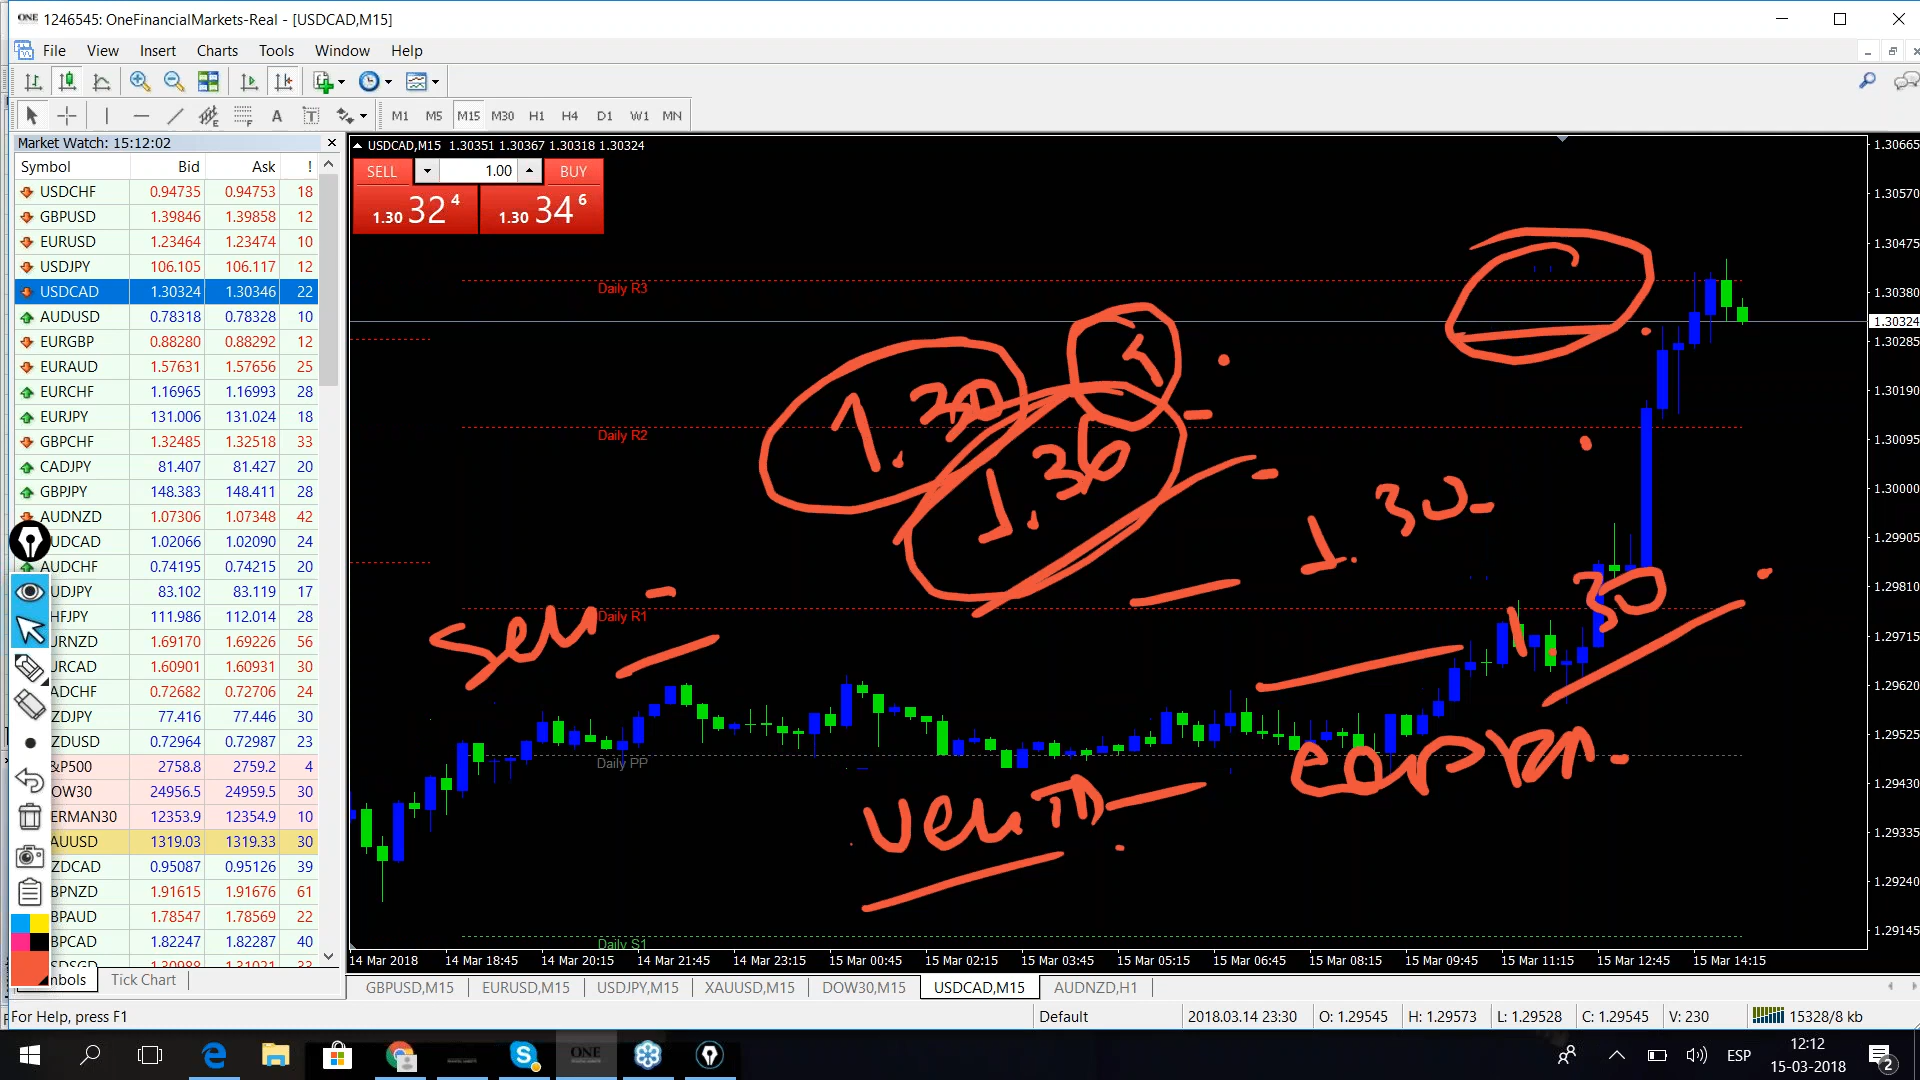 1246545: OneFinancialMarkets-Real - [USDCAD,M15]
File View Insert Charts Tools Window Help
M1 M5 M15 M30 H1 H4 D1 W1 MN
Market Watch: 15:12:02
Symbol Bid Ask !
USDCHF 0.94735 0.94753 18
GBPUSD 1.39846 1.39858 12
EURUSD 1.23464 1.23474 10
USDJPY 106.105 106.117 12
USDCAD 1.30324 1.30346 22
AUDUSD 0.78318 0.78328 10
EURGBP 0.88280 0.88292 12
EURAUD 1.57631 1.57656 25
EURCHF 1.16965 1.16993 28
EURJPY 131.006 131.024 18
GBPCHF 1.32485 1.32518 33
CADJPY 81.407 81.427 20
GBPJPY 148.383 148.411 28
AUDNZD 1.07306 1.07348 42
UDCAD 1.02066 1.02090 24
AUDCHF 0.74195 0.74215 20
UDJPY 83.102 83.119 17
HFJPY 111.986 112.014 28
URNZD 1.69170 1.69226 56
URCAD 1.60901 1.60931 30
ADCHF 0.72682 0.72706 24
ZDJPY 77.416 77.446 30
ZDUSD 0.72964 0.72987 23
&P500 2758.8 2759.2 4
OW30 24956.5 24959.5 30
ERMAN30 12353.9 12354.9 10
AUUSD 1319.03 1319.33 30
ZDCAD 0.95087 0.95126 39
BPNZD 1.91615 1.91676 61
BPAUD 1.78547 1.78569 22
BPCAD 1.82247 1.82287 40
mbols Tick Chart
USDCAD,M15 1.30351 1.30367 1.30318 1.30324
SELL 1.00 BUY
1.30 32 4 1.30 34 6
Daily R3
Daily R2
Daily R1
Daily PP
Daily S1
1.30
1.30
1.30
1.30
1.30665
1.30570
1.30475
1.30380
1.30324
1.30285
1.30190
1.30095
1.30000
1.29905
1.29810
1.29715
1.29620
1.29525
1.29430
1.29335
1.29240
1.29145
14 Mar 2018 14 Mar 18:45 14 Mar 20:15 14 Mar 21:45 14 Mar 23:15 15 Mar 00:45 15 Mar 02:15 15 Mar 03:45 15 Mar 05:15 15 Mar 06:45 15 Mar 08:15 15 Mar 09:45 15 Mar 11:15 15 Mar 12:45 15 Mar 14:15
GBPUSD,M15 EURUSD,M15 USDJPY,M15 XAUUSD,M15 DOW30,M15 USDCAD,M15 AUDNZD,H1
For Help, press F1 Default 2018.03.14 23:30 O: 1.29545 H: 1.29573 L: 1.29528 C: 1.29545 V: 230 15328/8 kb
ONE ESP 12:12
15-03-2018 2